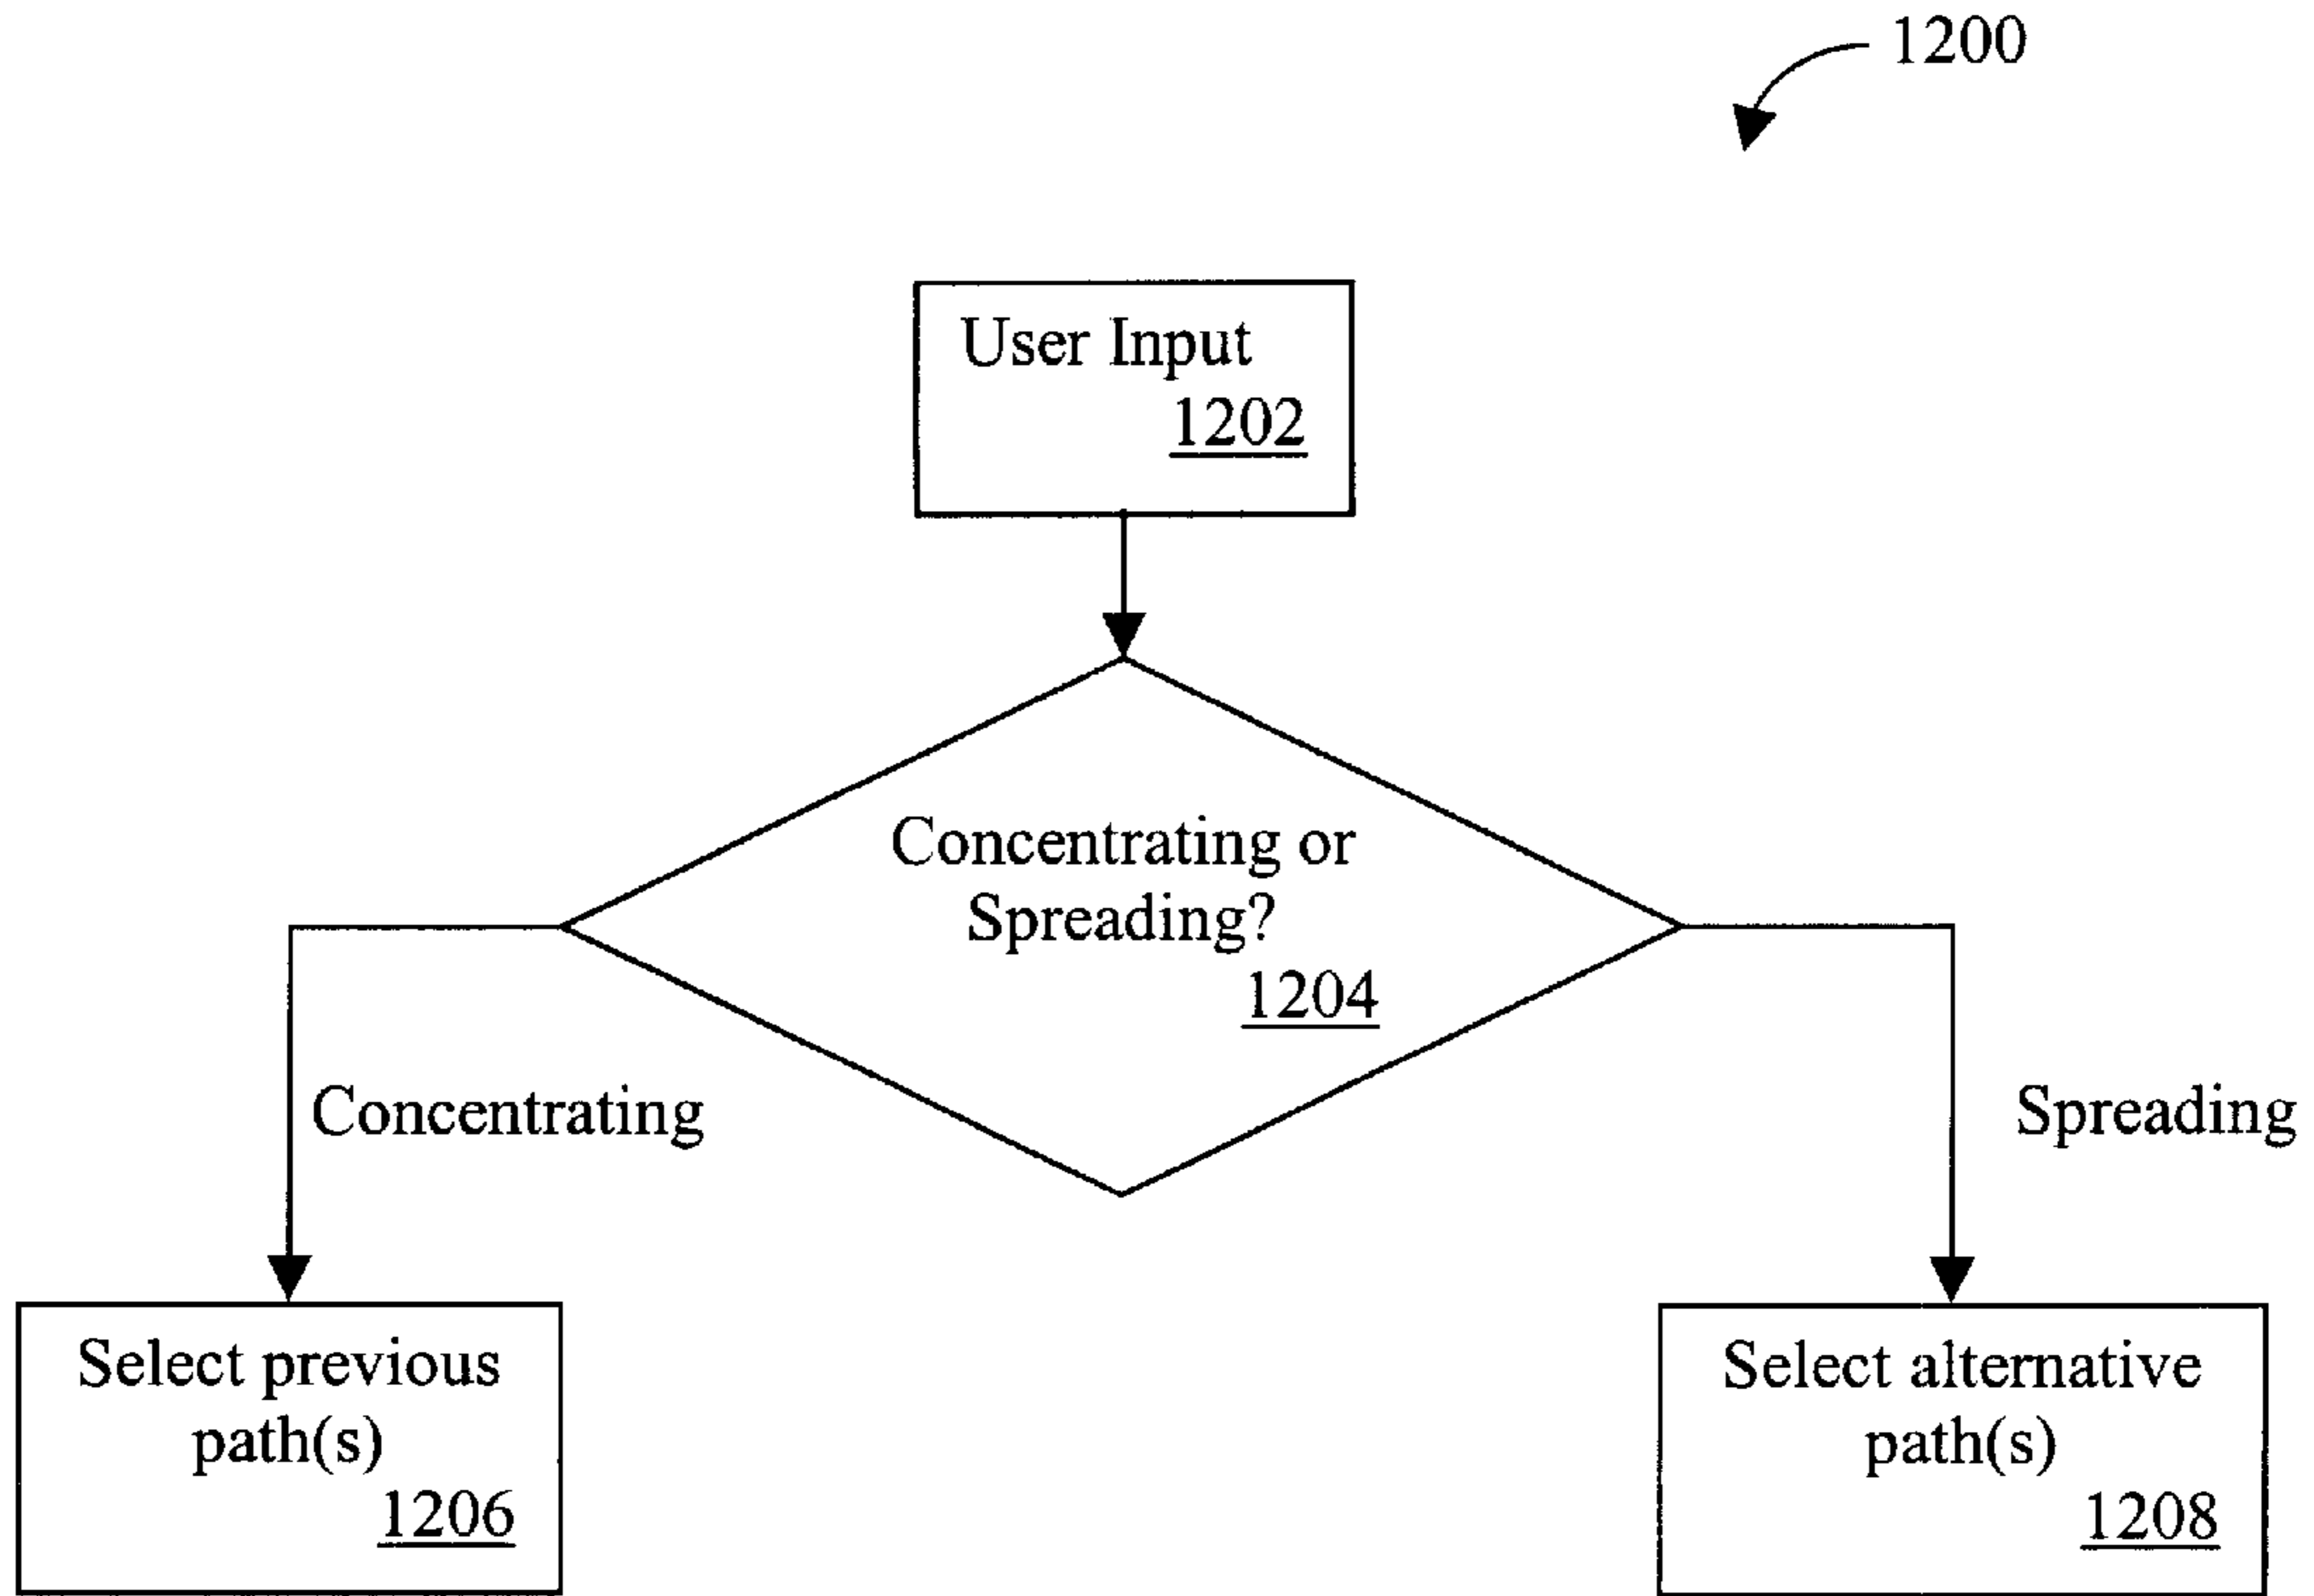 1200
User Input
1202
Concentrating or
Spreading?
1204
Concentrating
Spreading
Select previous
path(s)
1206
Select alternative
path(s)
1208